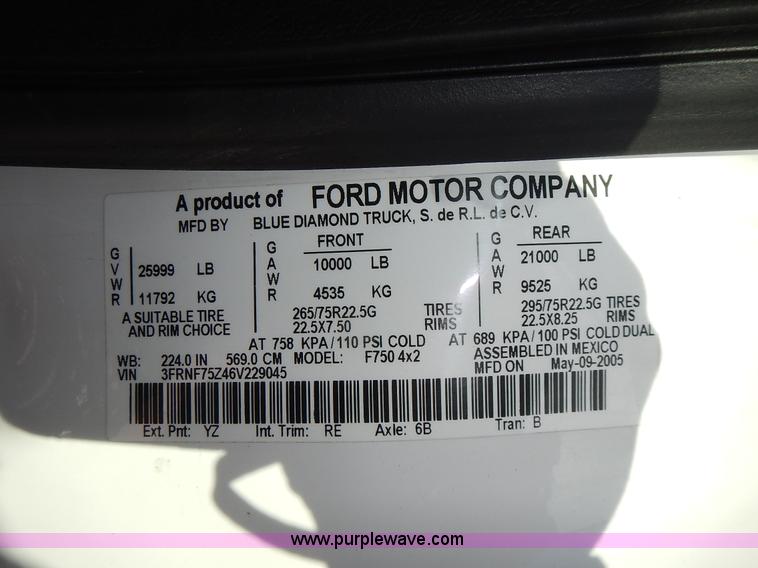 A product of FORD MOTOR COMPANY
MFD BY BLUE DIAMOND TRUCK, S. de R.L. de C.V.
GVWR 25999 LB 11792 KG
FRONT GAWR 10000 LB 4535 KG
REAR GAWR 21000 LB 9525 KG
A SUITABLE TIRE AND RIM CHOICE
265/75R22.5G TIRES
22.5X7.50 RIMS
295/75R22.5G TIRES
22.5X8.25 RIMS
AT 758 KPA/110 PSI COLD AT 689 KPA/100 PSI COLD DUAL
WB: 224.0 IN 569.0 CM MODEL: F750 4x2 ASSEMBLED IN MEXICO
VIN 3FRNF75Z46V229045 MFD ON May-09-2005
Ext. Pnt: YZ Int. Trim: RE Axle: 6B Tran: B
www.purplewave.com